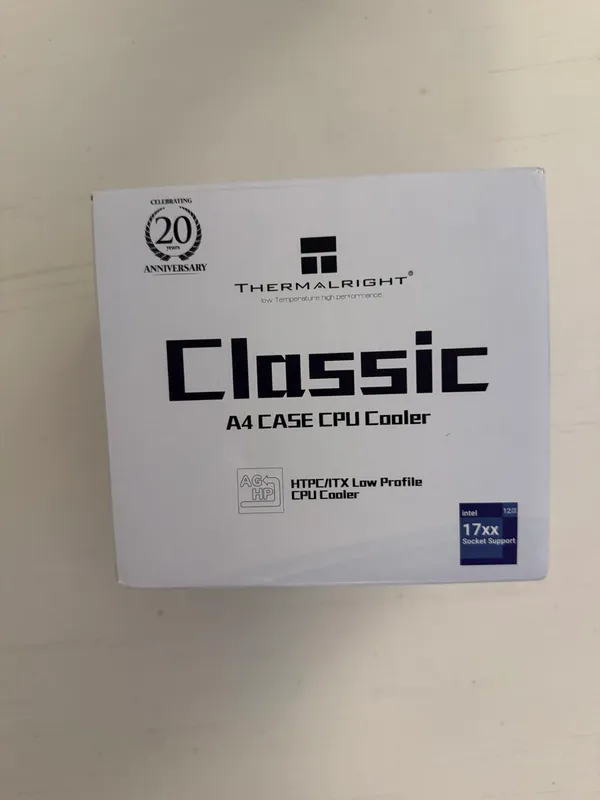 CELEBRATING
20
YEARS
ANNIVERSARY
THERMALRIGHT®
low Temperature high performance
Classic
A4 CASE CPU Cooler
AG
HP
HTPC/ITX Low Profile
CPU Cooler
intel
17xx
Socket Support